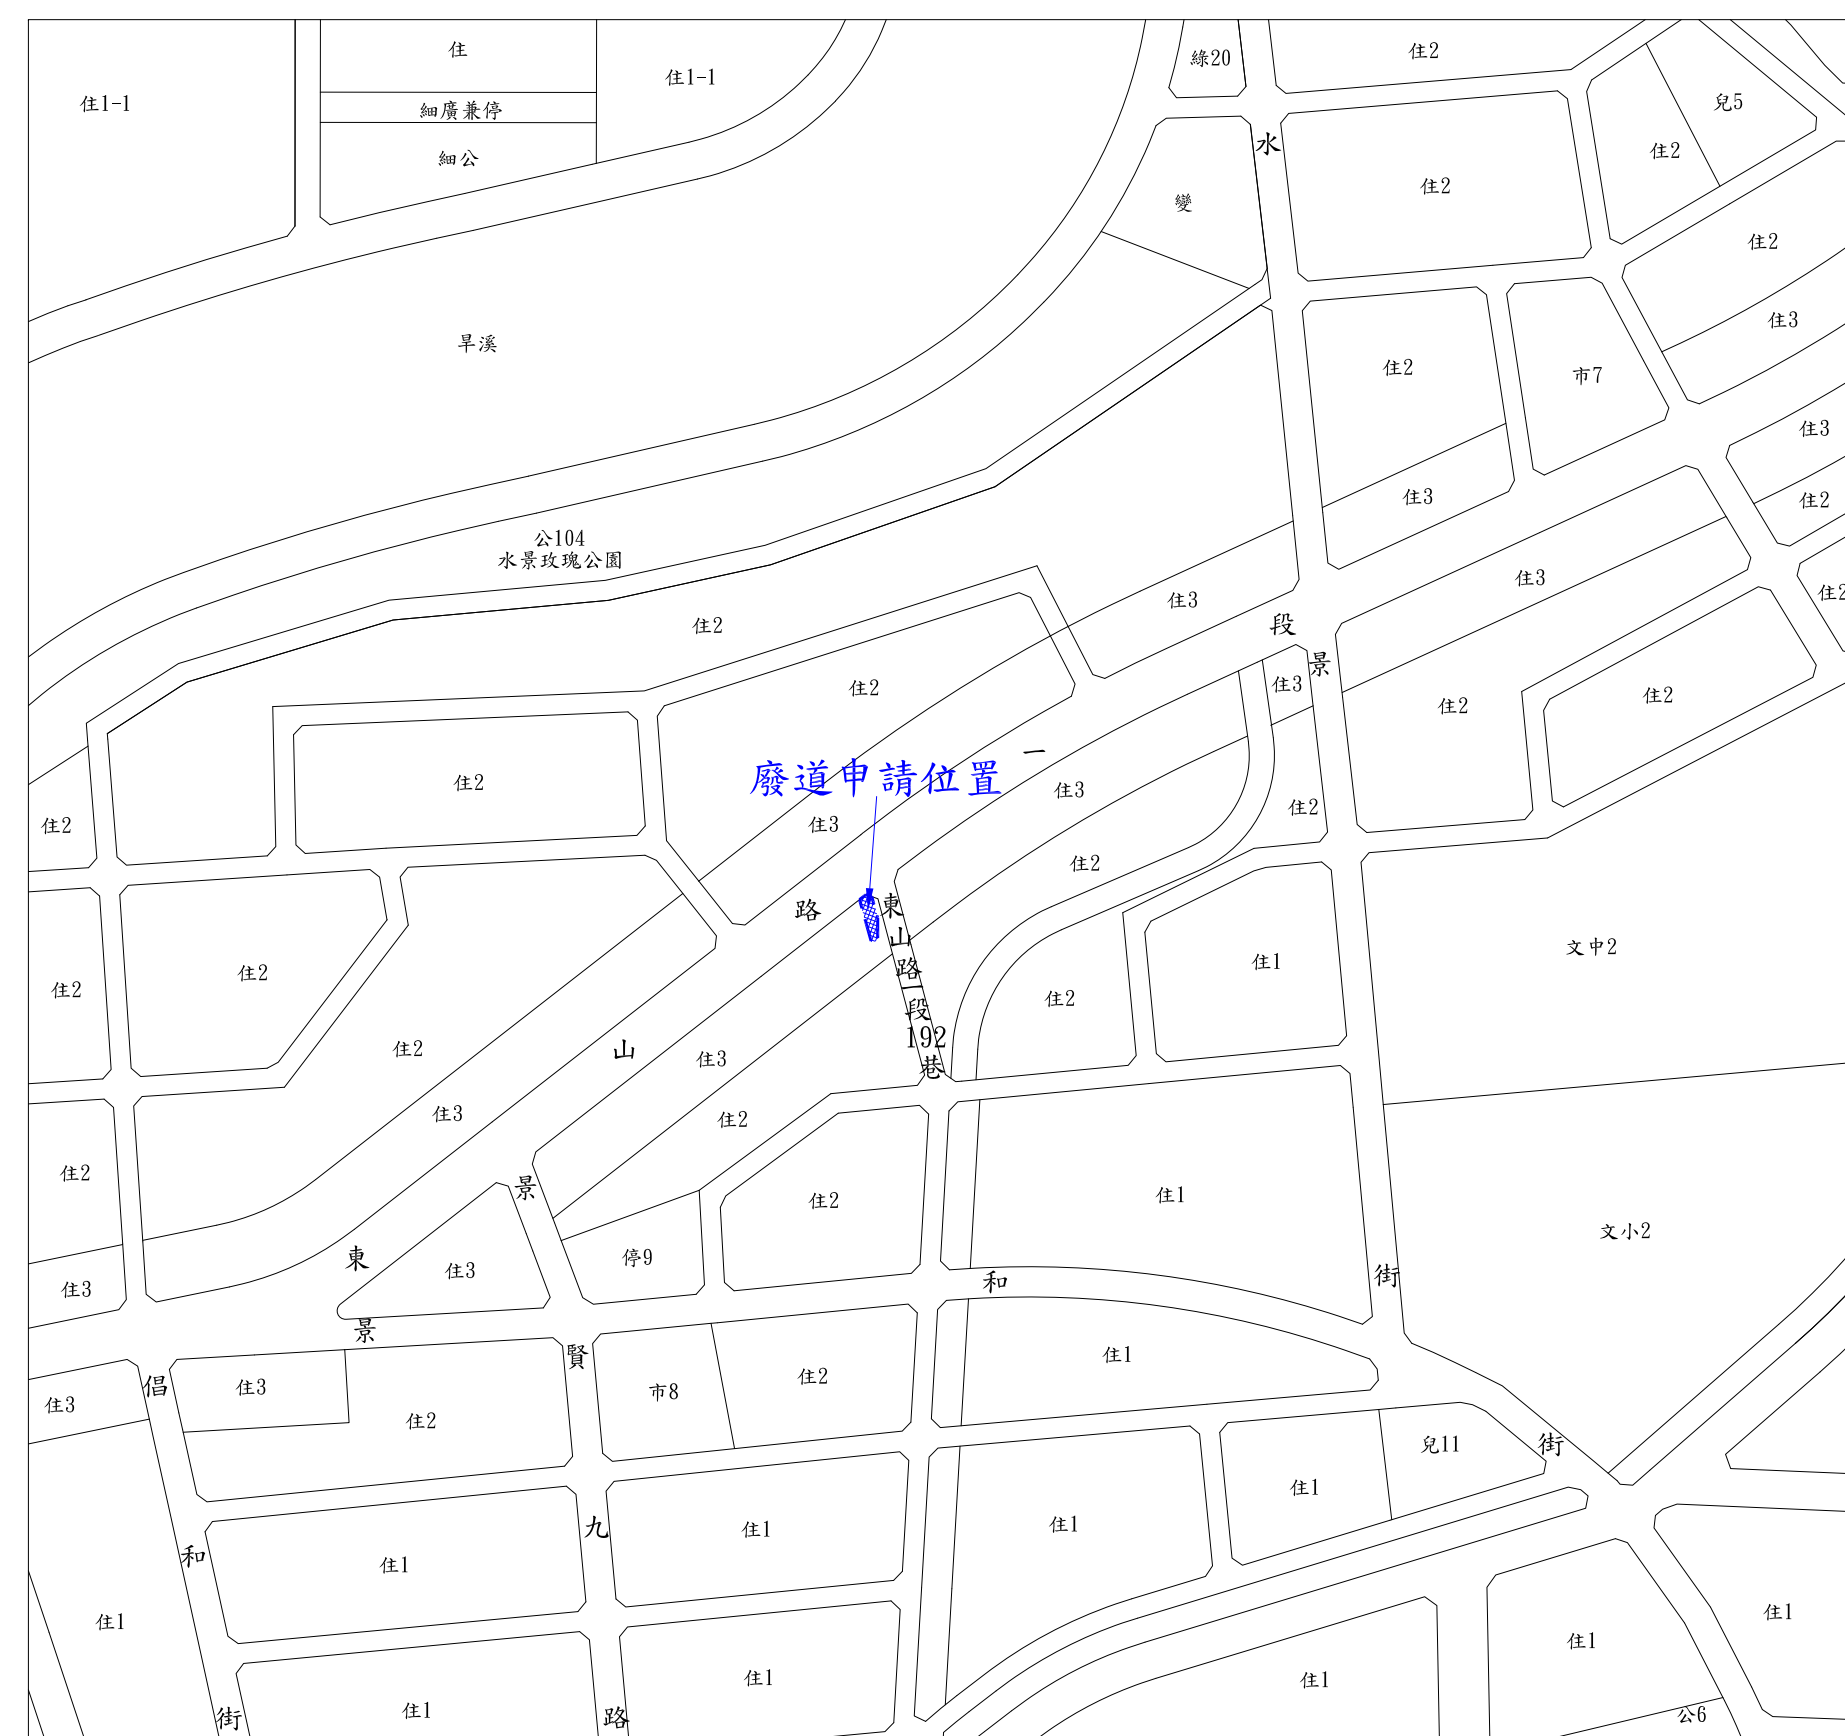 住
綠20
住2
住1-1
住1-1
細廣兼停
細公
兒5
住2
水
住2
變
住2
旱溪
住3
住2
市7
住3
住3
住2
公104
水景玫瑰公園
住3
住3
住2
住2
段
景
住3
住2
住2
住2
一
廢道申請位置
住2
住3
住3
住2
住2
住2
路
東山路一段192巷
文中2
住1
住2
住2
住2
住2
山
住3
住3
住2
住2
景
住2
住1
文小2
東
住3
停9
和
街
住3
景
賢
住1
倡
住3
市8
住2
住3
住2
兒11
街
住1
九
住1
住1
和
住1
住1
住1
住1
住1
住1
住1
街
路
公6